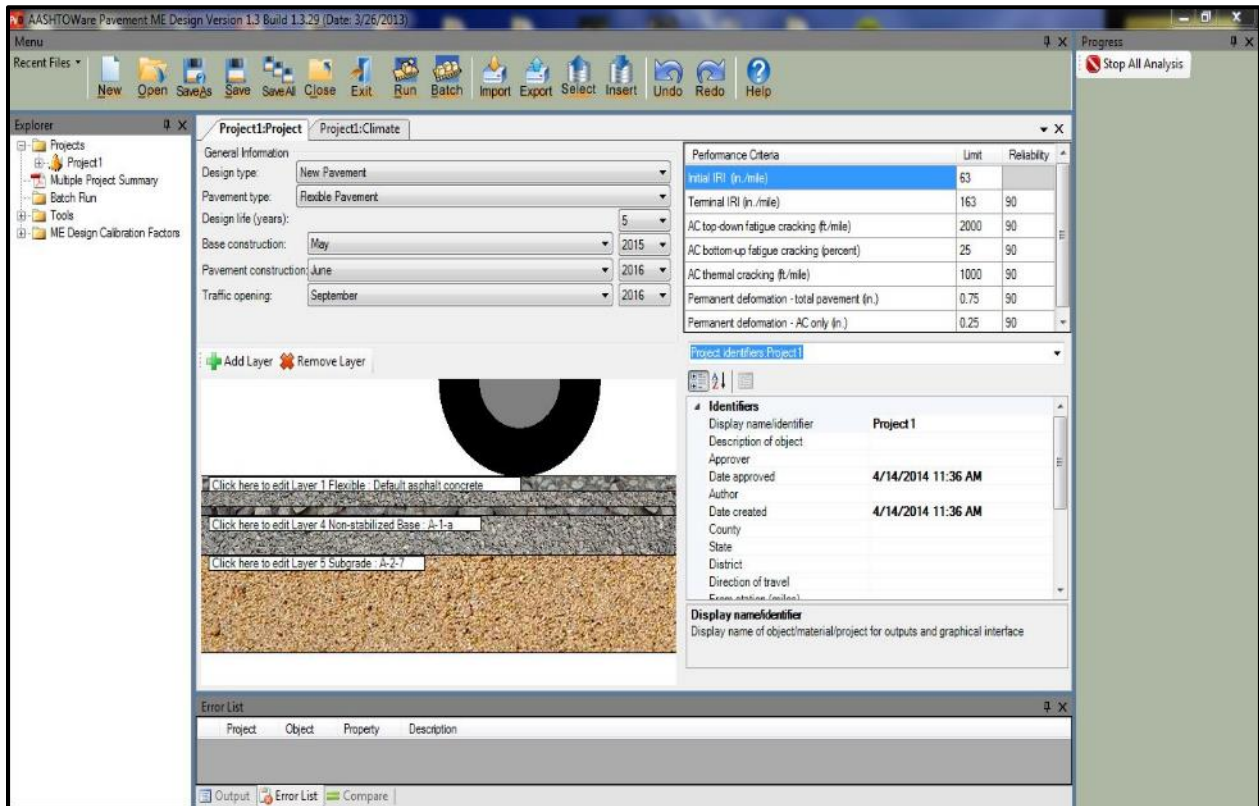 AASHTOWare Pavement ME Design Version 1.3 Build 1.3.29 (Date: 3/26/2013)
Menu
Recent Files
New Open SaveAs Save SaveAll Close Exit Run Batch Import Export Select Insert Undo Redo Help
Progress
Stop All Analysis
Explorer
Projects
Project1
Multiple Project Summary
Batch Run
Tools
ME Design Calibration Factors
Project1:Project Project1:Climate
General Information
Design type: New Pavement
Pavement type: Flexible Pavement
Design life (years): 5
Base construction: May 2015
Pavement construction: June 2016
Traffic opening: September 2016
Performance Criteria Limit Reliability
Initial IRI (in./mile) 63
Terminal IRI (in./mile) 163 90
AC top-down fatigue cracking (ft/mile) 2000 90
AC bottom-up fatigue cracking (percent) 25 90
AC thermal cracking (ft/mile) 1000 90
Permanent deformation - total pavement (in.) 0.75 90
Permanent deformation - AC only (in.) 0.25 90
Add Layer Remove Layer
Click here to edit Layer 1 Flexible : Default asphalt concrete
Click here to edit Layer 4 Non-stabilized Base : A-1-a
Click here to edit Layer 5 Subgrade : A-2-7
Project identifiers:Project1
Identifiers
Display name/identifier Project1
Description of object
Approver
Date approved 4/14/2014 11:36 AM
Author
Date created 4/14/2014 11:36 AM
County
State
District
Direction of travel
From station (miles)
Display name/identifier
Display name of object/material/project for outputs and graphical interface
Error List
Project Object Property Description
Output Error List Compare